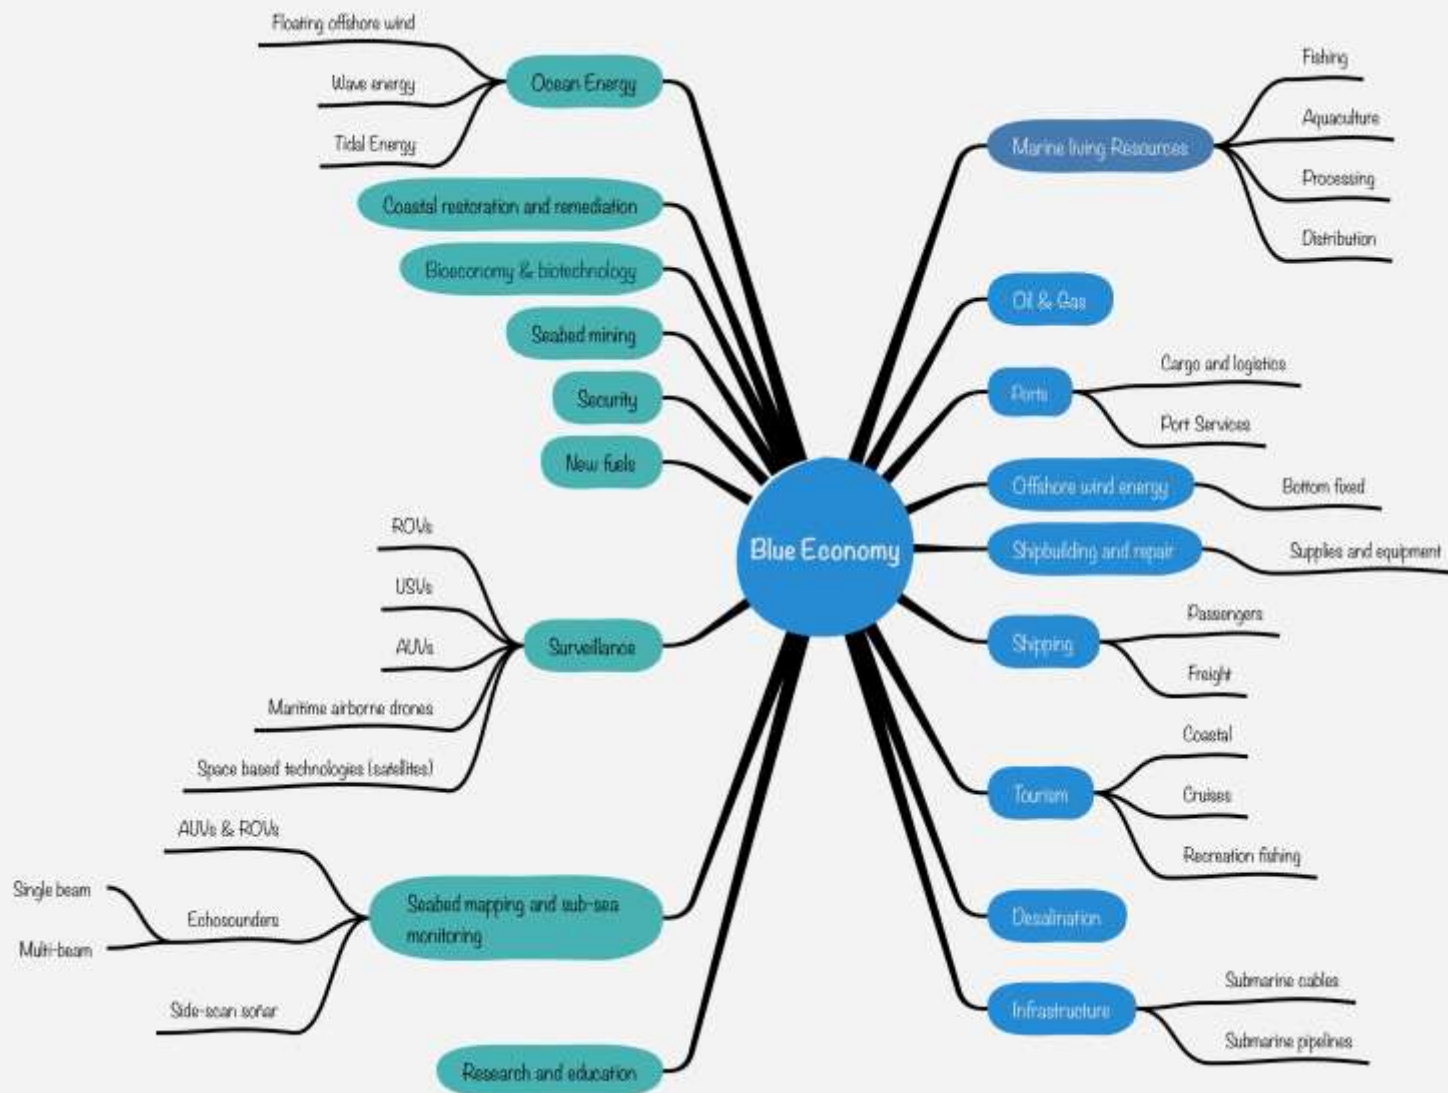 Floating offshore wind
Wave energy
Tidal Energy
Ocean Energy
Coastal restoration and remediation
Bioeconomy & biotechnology
Seabed mining
Security
New fuels
ROVs
USVs
AUVs
Maritime airborne drones
Space based technologies (satellites)
Surveillance
AUVs & ROVs
Single beam
Multi-beam
Echosounders
Side-scan soñar
Seabed mapping and sub-sea
monitoring
Research and education
Blue Economy
Marine living Resources
Fishing
Aquaculture
Processing
Distribution
Oil & Gas
Ports
Cargo and logistics
Port Services
Offshore wind energy
Bottom fixed
Shipbuilding and repair
Supplies and equipment
Shipping
Passengers
Freight
Tourism
Coastal
Cruises
Recreation fishing
Desalination
Infrastructure
Submarine cables
Submarine pipelines